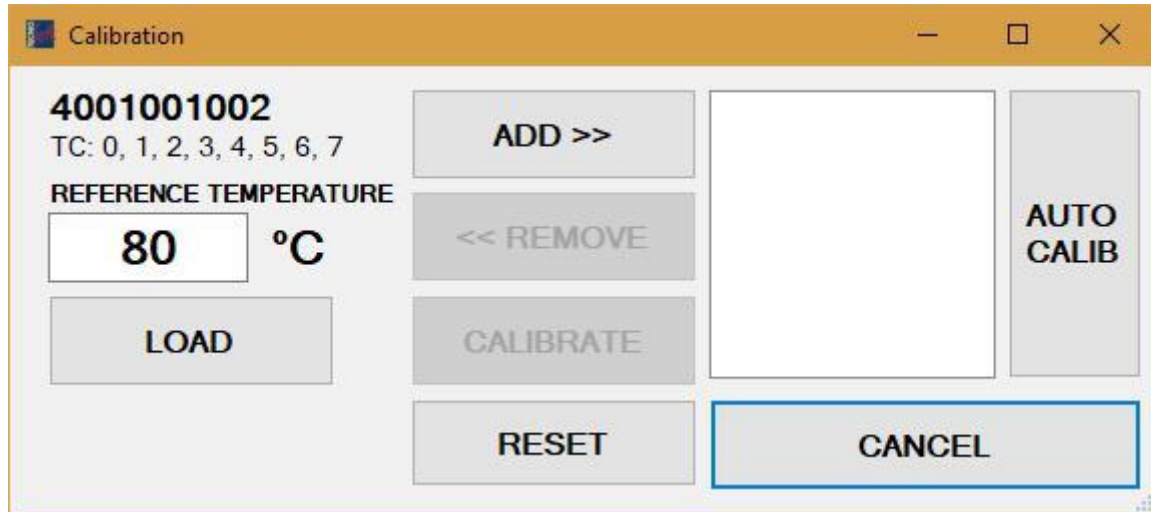 Calibration
4001001002
TC: 0, 1, 2, 3, 4, 5, 6, 7
REFERENCE TEMPERATURE
80 ºC
LOAD
ADD >>
<< REMOVE
CALIBRATE
RESET
AUTO
CALIB
CANCEL